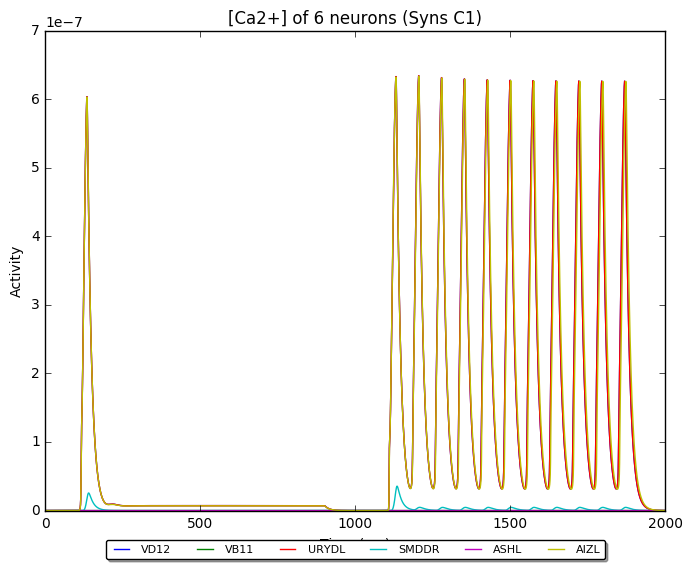 [Ca2+] of 6 neurons (Syns C1)
1e−7
7
6
5
4
3
2
1
0
Activity
0 500 1000 1500 2000
VD12 VB11 URYDL SMDDR ASHL AIZL